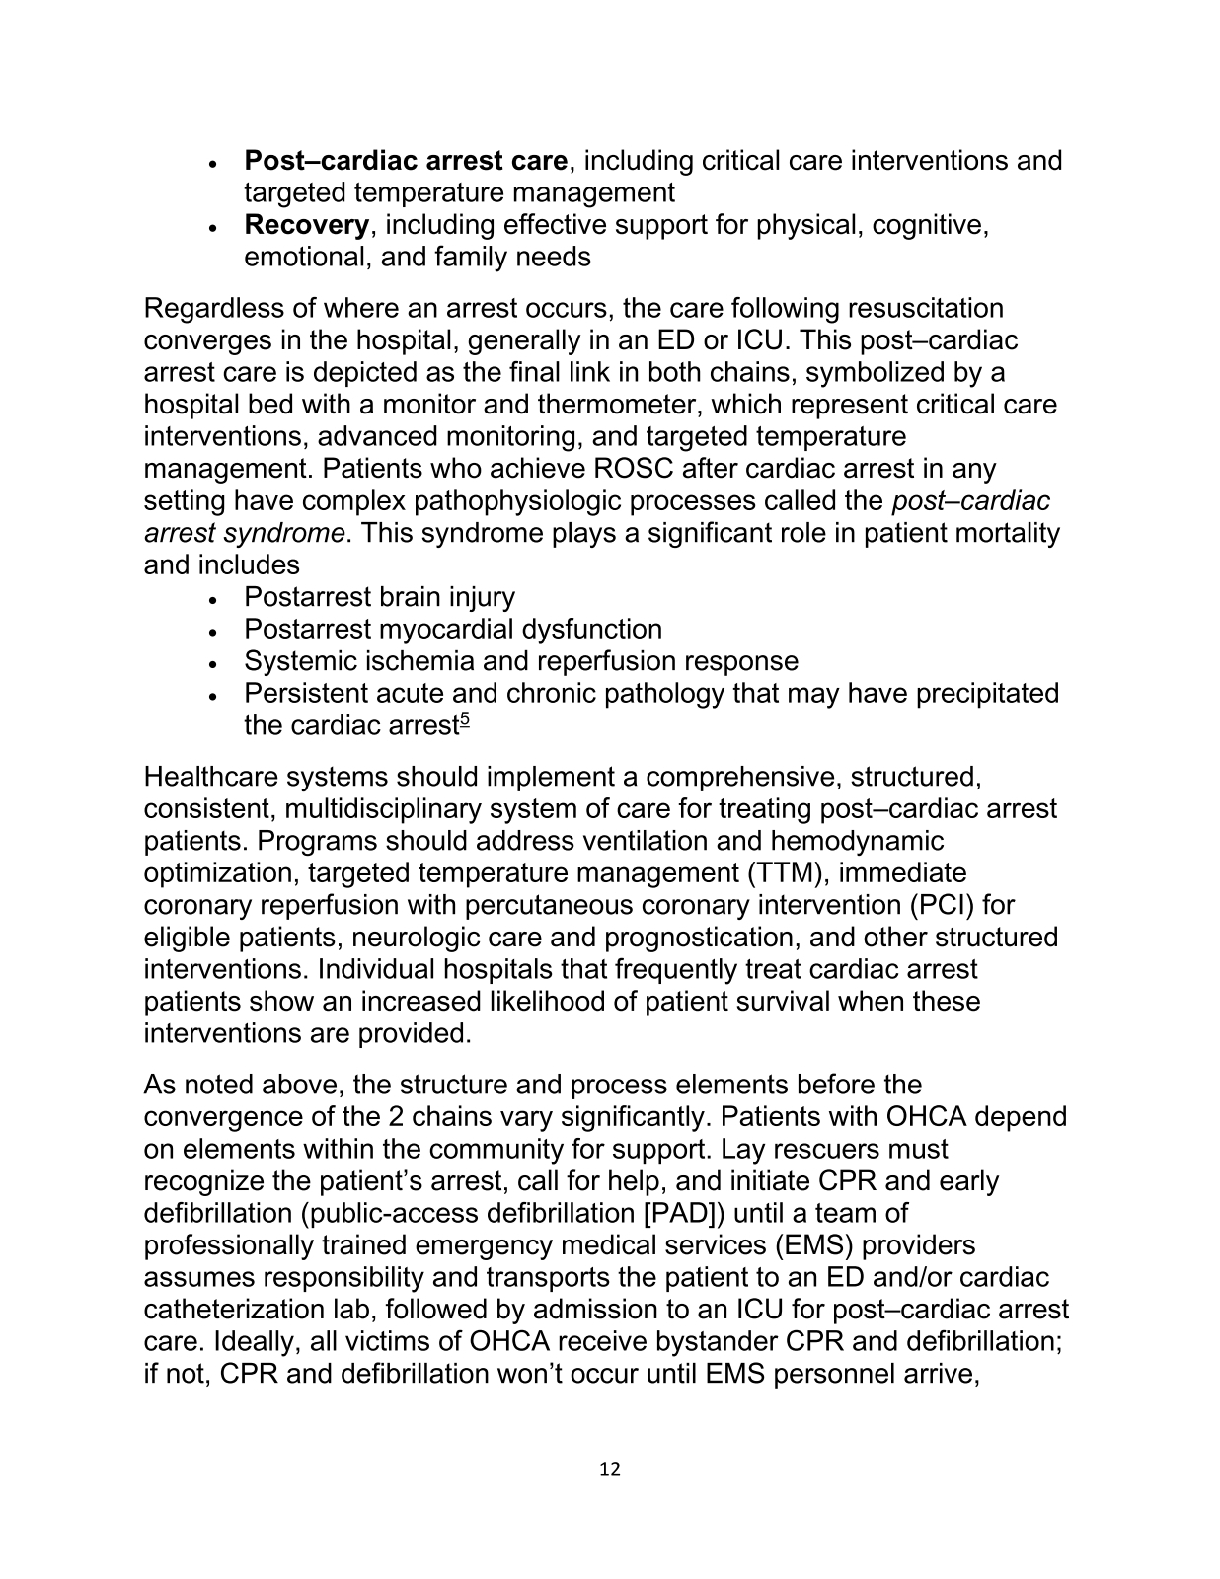 • Post–cardiac arrest care, including critical care interventions and
targeted temperature management
• Recovery, including effective support for physical, cognitive,
emotional, and family needs
Regardless of where an arrest occurs, the care following resuscitation
converges in the hospital, generally in an ED or ICU. This post–cardiac
arrest care is depicted as the final link in both chains, symbolized by a
hospital bed with a monitor and thermometer, which represent critical care
interventions, advanced monitoring, and targeted temperature
management. Patients who achieve ROSC after cardiac arrest in any
setting have complex pathophysiologic processes called the post–cardiac
arrest syndrome. This syndrome plays a significant role in patient mortality
and includes
• Postarrest brain injury
• Postarrest myocardial dysfunction
• Systemic ischemia and reperfusion response
• Persistent acute and chronic pathology that may have precipitated
the cardiac arrest5
Healthcare systems should implement a comprehensive, structured,
consistent, multidisciplinary system of care for treating post–cardiac arrest
patients. Programs should address ventilation and hemodynamic
optimization, targeted temperature management (TTM), immediate
coronary reperfusion with percutaneous coronary intervention (PCI) for
eligible patients, neurologic care and prognostication, and other structured
interventions. Individual hospitals that frequently treat cardiac arrest
patients show an increased likelihood of patient survival when these
interventions are provided.
As noted above, the structure and process elements before the
convergence of the 2 chains vary significantly. Patients with OHCA depend
on elements within the community for support. Lay rescuers must
recognize the patient’s arrest, call for help, and initiate CPR and early
defibrillation (public-access defibrillation [PAD]) until a team of
professionally trained emergency medical services (EMS) providers
assumes responsibility and transports the patient to an ED and/or cardiac
catheterization lab, followed by admission to an ICU for post–cardiac arrest
care. Ideally, all victims of OHCA receive bystander CPR and defibrillation;
if not, CPR and defibrillation won’t occur until EMS personnel arrive,
12